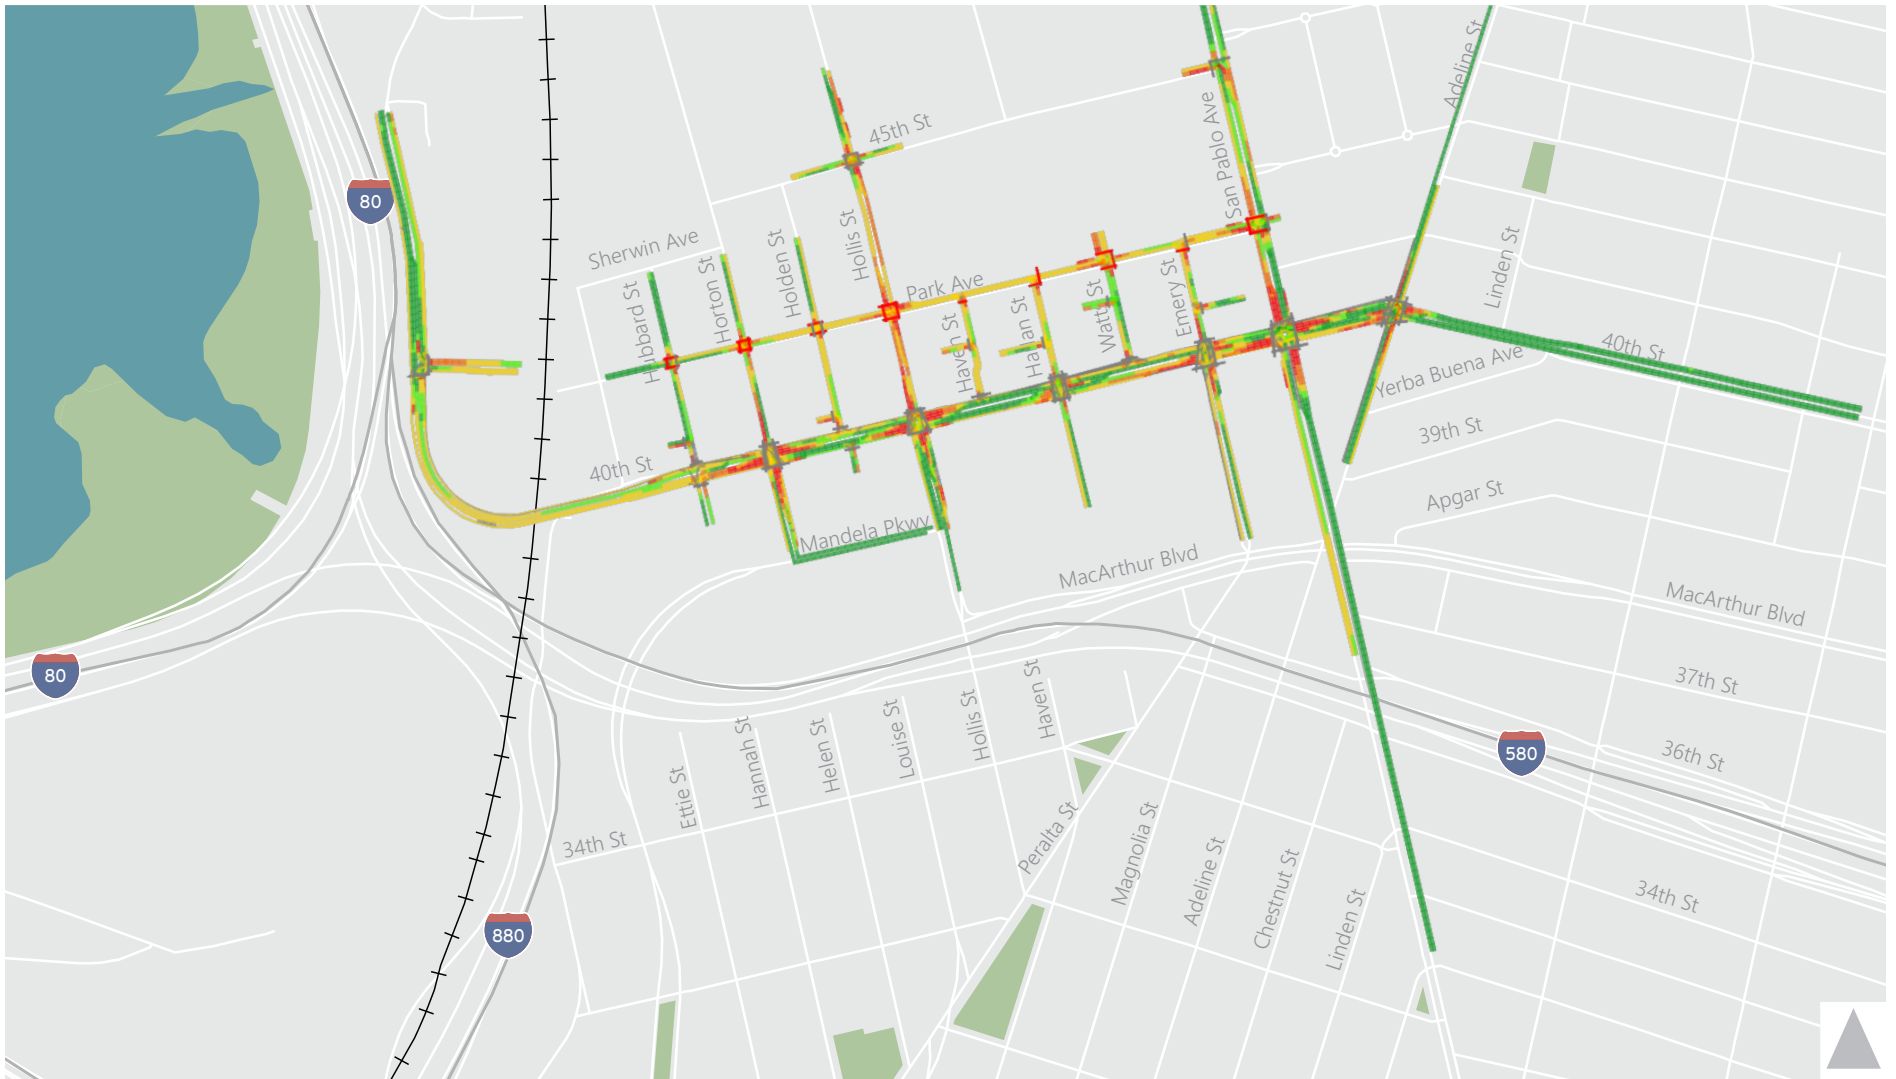 Adeline St
45th St
San Pablo Ave
80
Sherwin Ave
Hollis St
Holden St
Horton St
Hubbard St
Park Ave
Haven St
Harlan St
Watts St
Emery St
Linden St
40th St
Yerba Buena Ave
39th St
40th St
Apgar St
Mandela Pkwy
MacArthur Blvd
MacArthur Blvd
80
37th St
Haven St
Hollis St
Louise St
Helen St
Hannah St
Ettie St
580
36th St
34th St
Peralta St
Magnolia St
Adeline St
Chestnut St
Linden St
34th St
880